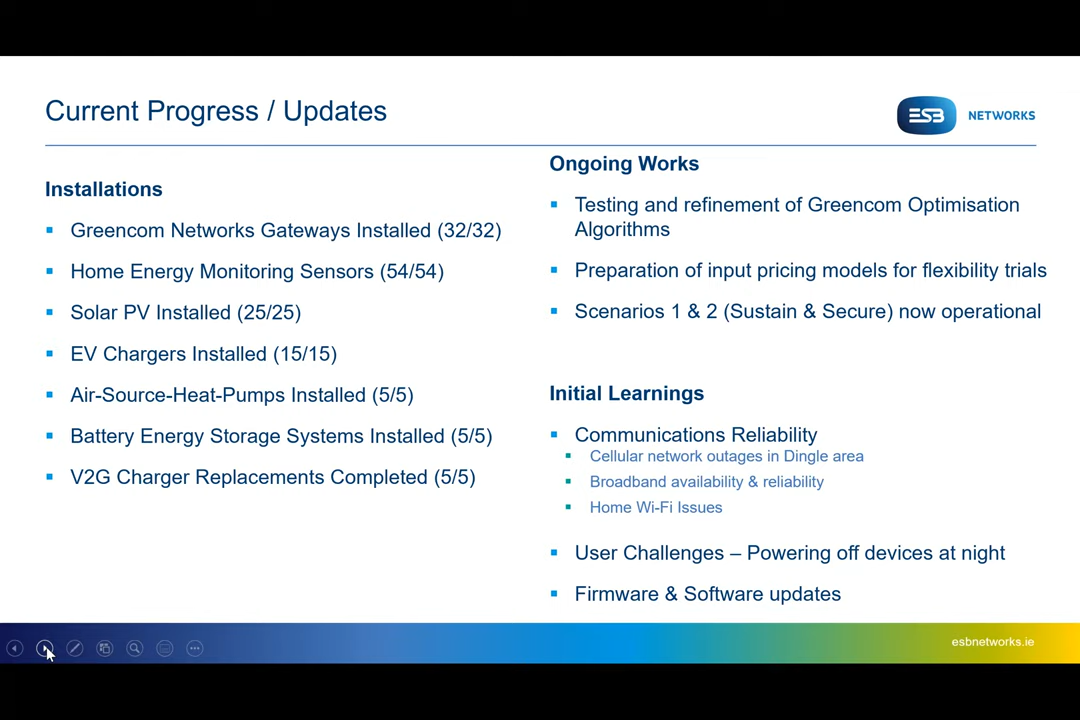 Current Progress / Updates
ESB NETWORKS
Installations
Greencom Networks Gateways Installed (32/32)
Home Energy Monitoring Sensors (54/54)
Solar PV Installed (25/25)
EV Chargers Installed (15/15)
Air-Source-Heat-Pumps Installed (5/5)
Battery Energy Storage Systems Installed (5/5)
V2G Charger Replacements Completed (5/5)
Ongoing Works
Testing and refinement of Greencom Optimisation
Algorithms
Preparation of input pricing models for flexibility trials
Scenarios 1 & 2 (Sustain & Secure) now operational
Initial Learnings
Communications Reliability
Cellular network outages in Dingle area
Broadband availability & reliability
Home Wi-Fi Issues
User Challenges – Powering off devices at night
Firmware & Software updates
esbnetworks.ie